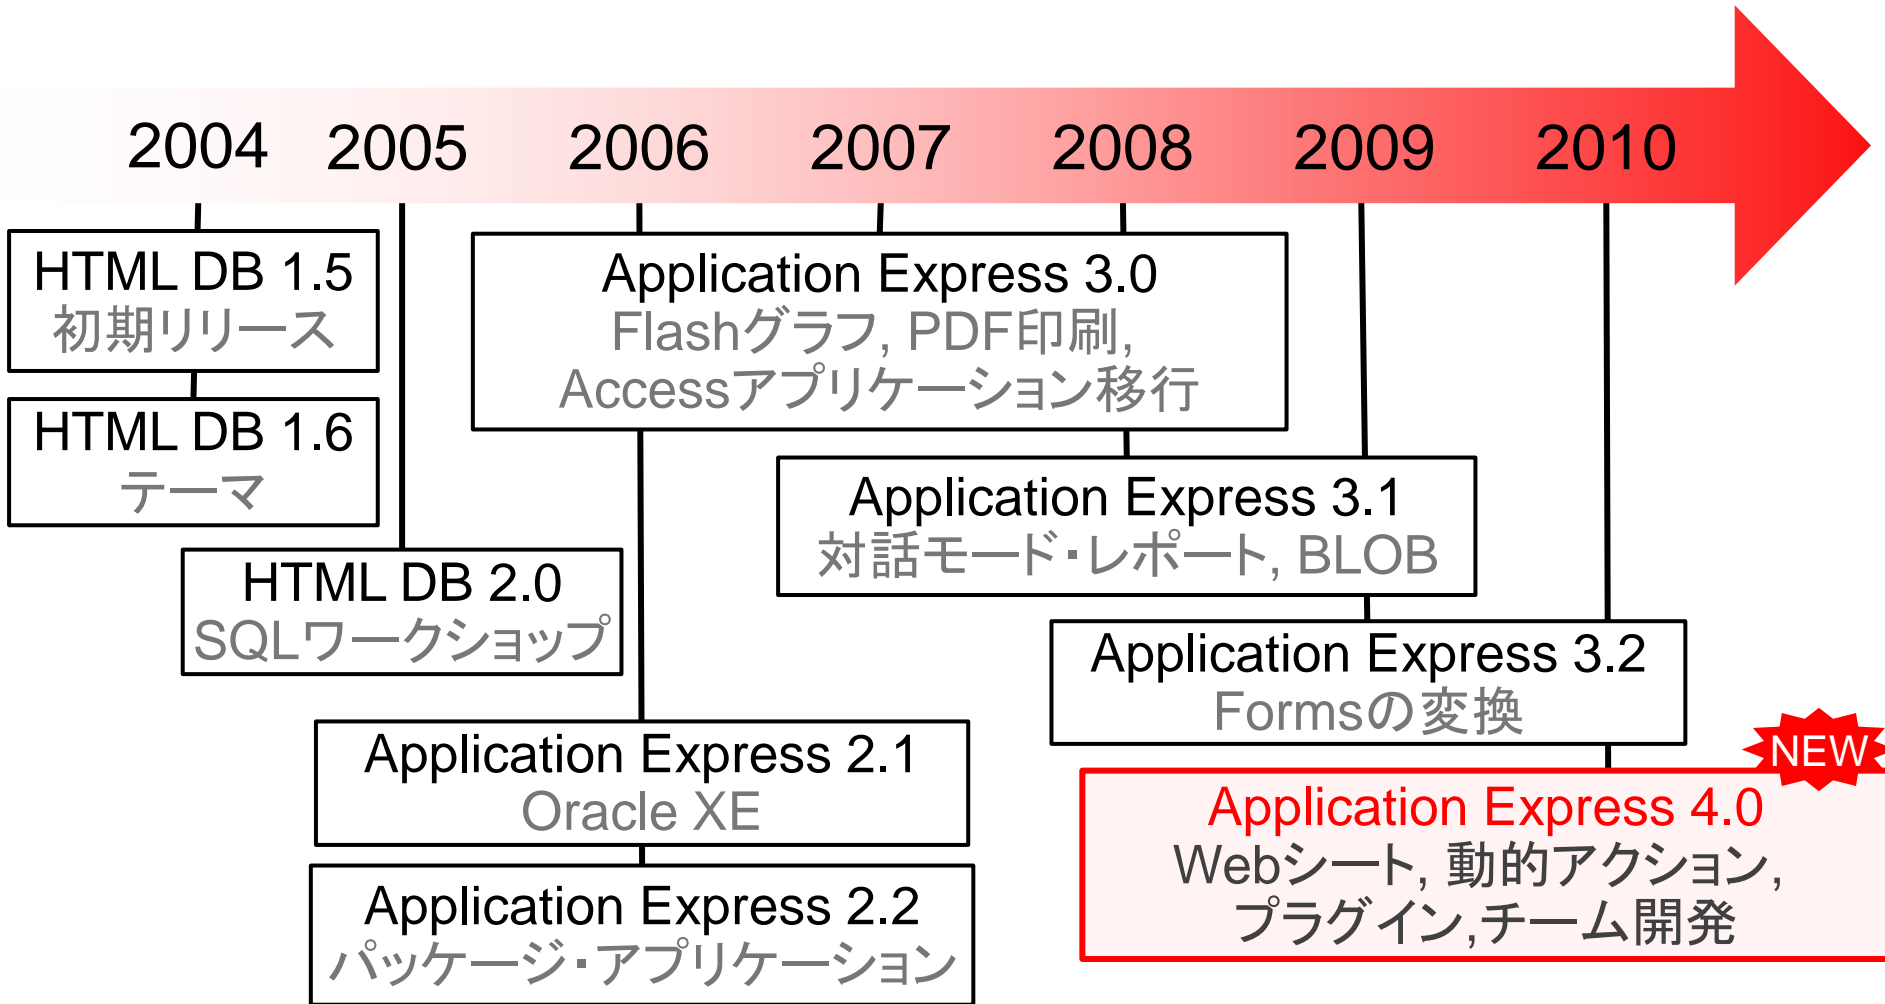 2004 2005 2006 2007 2008 2009 2010
HTML DB 1.5
初期リリース
HTML DB 1.6
テーマ
HTML DB 2.0
SQLワークショップ
Application Express 2.1
Oracle XE
Application Express 2.2
パッケージ・アプリケーション
Application Express 3.0
Flashグラフ, PDF印刷,
Accessアプリケーション移行
Application Express 3.1
対話モード・レポート, BLOB
Application Express 3.2
Formsの変換
NEW
Application Express 4.0
Webシート, 動的アクション,
プラグイン,チーム開発